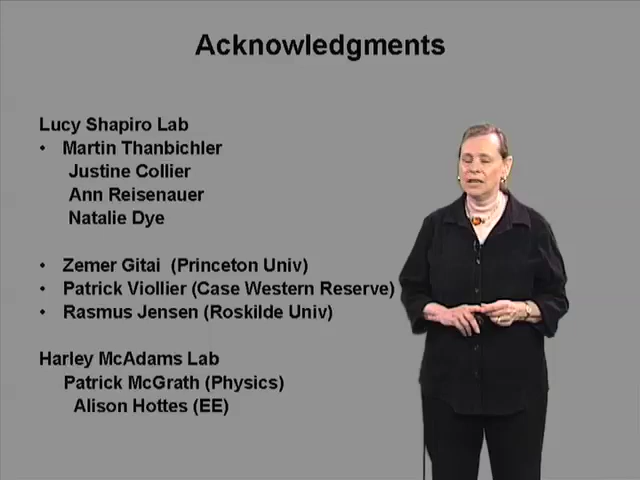 Acknowledgments
Lucy Shapiro Lab
• Martin Thanbichler
Justine Collier
Ann Reisenauer
Natalie Dye
• Zemer Gitai (Princeton Univ)
• Patrick Viollier (Case Western Reserve)
• Rasmus Jensen (Roskilde Univ)
Harley McAdams Lab
Patrick McGrath (Physics)
Alison Hottes (EE)